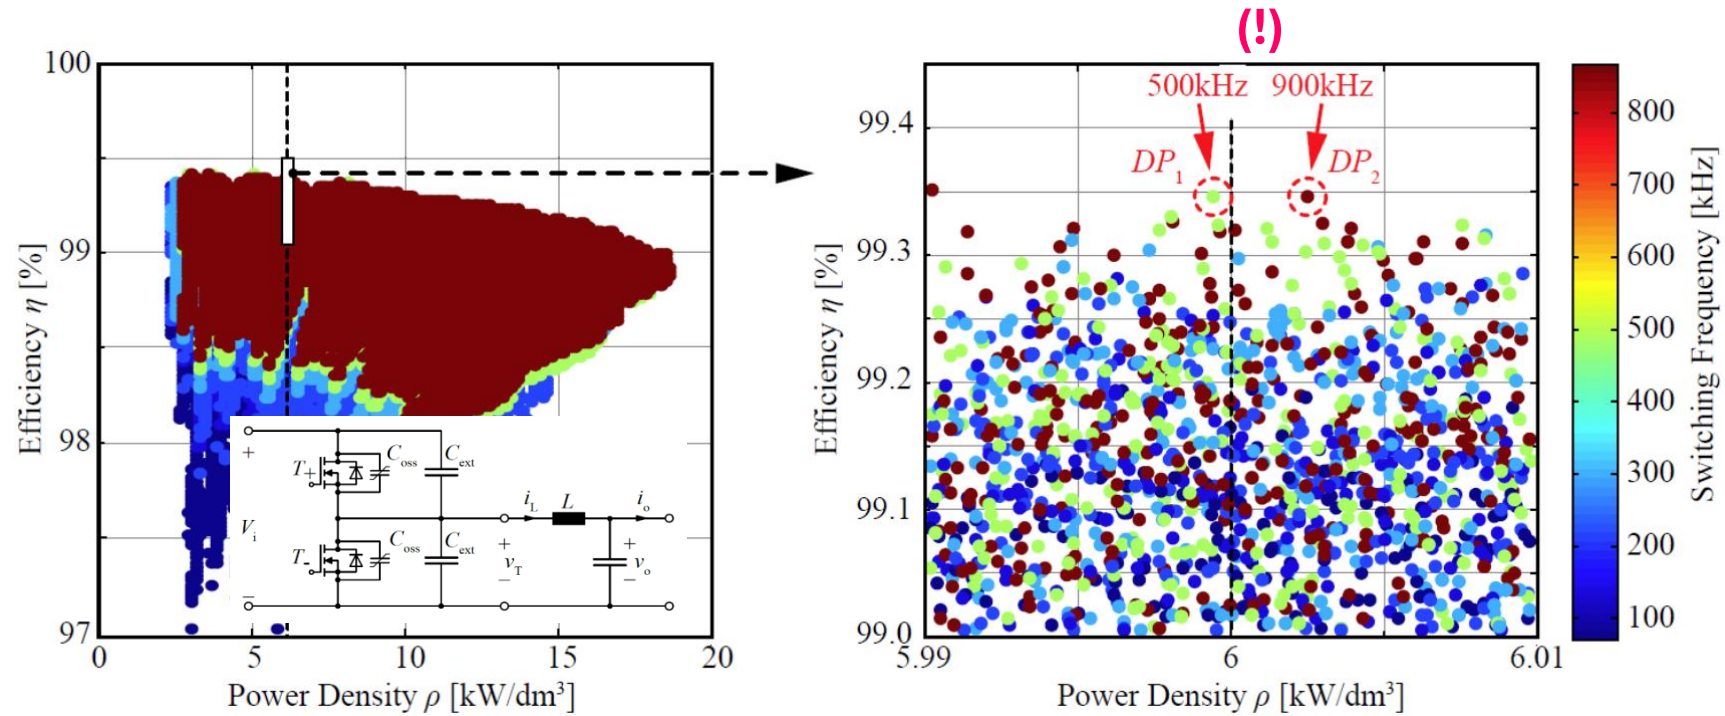 (!)
100
99
98
97
Efficiency η [%]
0
5
10
15
20
Power Density ρ [kW/dm³]
+
V_i
−
T_+
T_-
C_oss
C_ext
C_oss
C_ext
i_L
L
i_o
+
v_T
−
+
v_o
−
500kHz 900kHz
DP_1
DP_2
99.4
99.3
99.2
99.1
99.0
Efficiency η [%]
5.99
6
6.01
Power Density ρ [kW/dm³]
800
700
600
500
400
300
200
100
Switching Frequency [kHz]